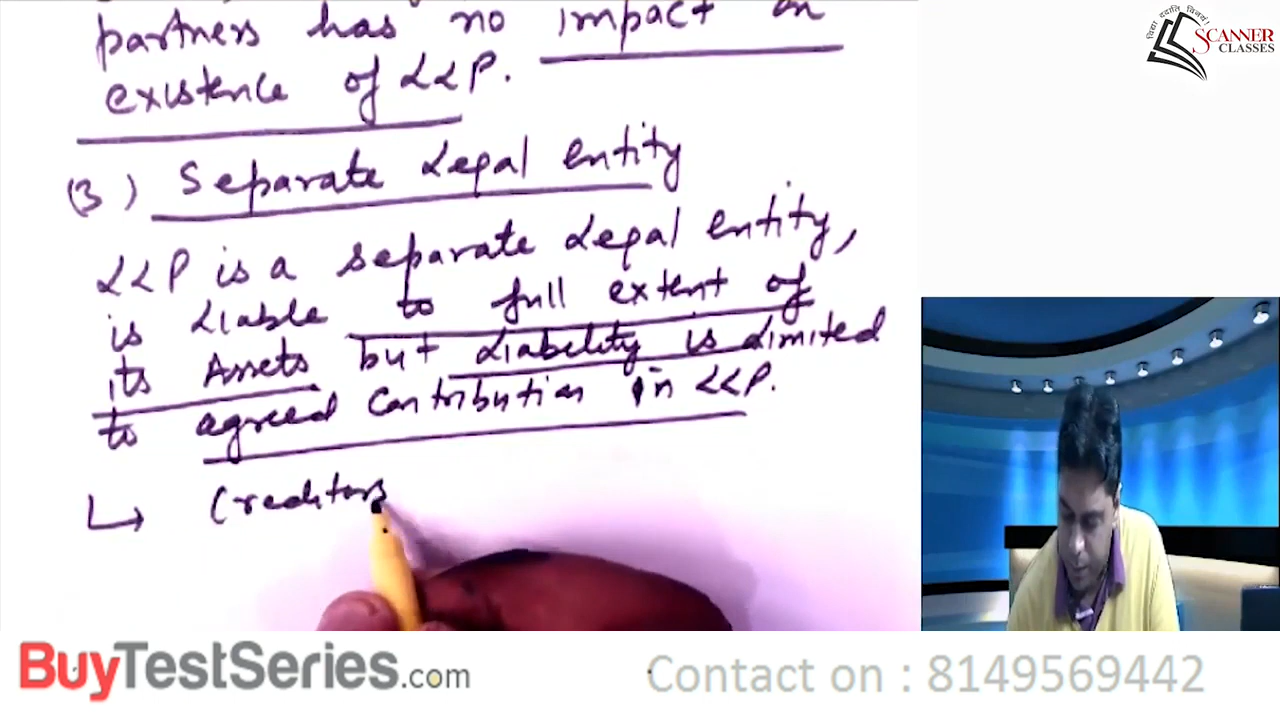 partners has no impact on
existence of LLP.
(3) Separate Legal entity
LLP is a separate Legal entity,
is Liable to full extent of
its Assets but Liability is Limited
to agreed Contribution in LLP.
↳ Creditors
विद्या ददाति विनयं।
SCANNER
CLASSES
BuyTestSeries.com
Contact on : 8149569442